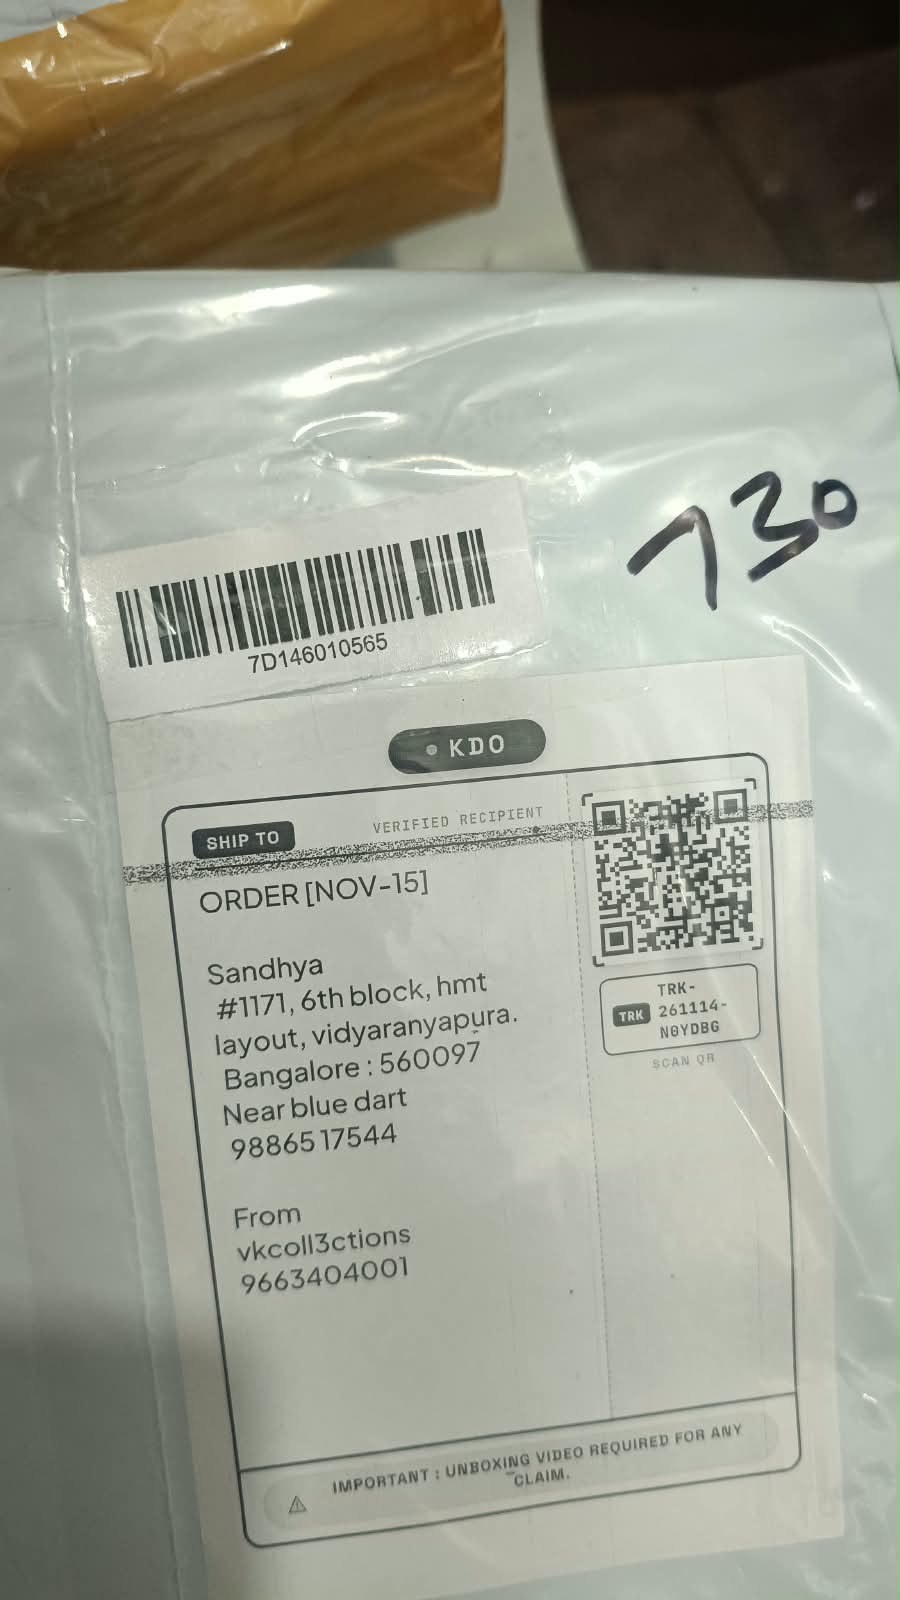 730
7D146010565
KDO
SHIP TO
VERIFIED RECIPIENT
ORDER [NOV-15]
Sandhya
#1171, 6th block, hmt
layout, vidyaranyapura.
Bangalore : 560097
Near blue dart
9886517544
From
vkcoll3ctions
9663404001
TRK
TRK-
261114-
N0YDBG
SCAN QR
IMPORTANT : UNBOXING VIDEO REQUIRED FOR ANY
CLAIM.